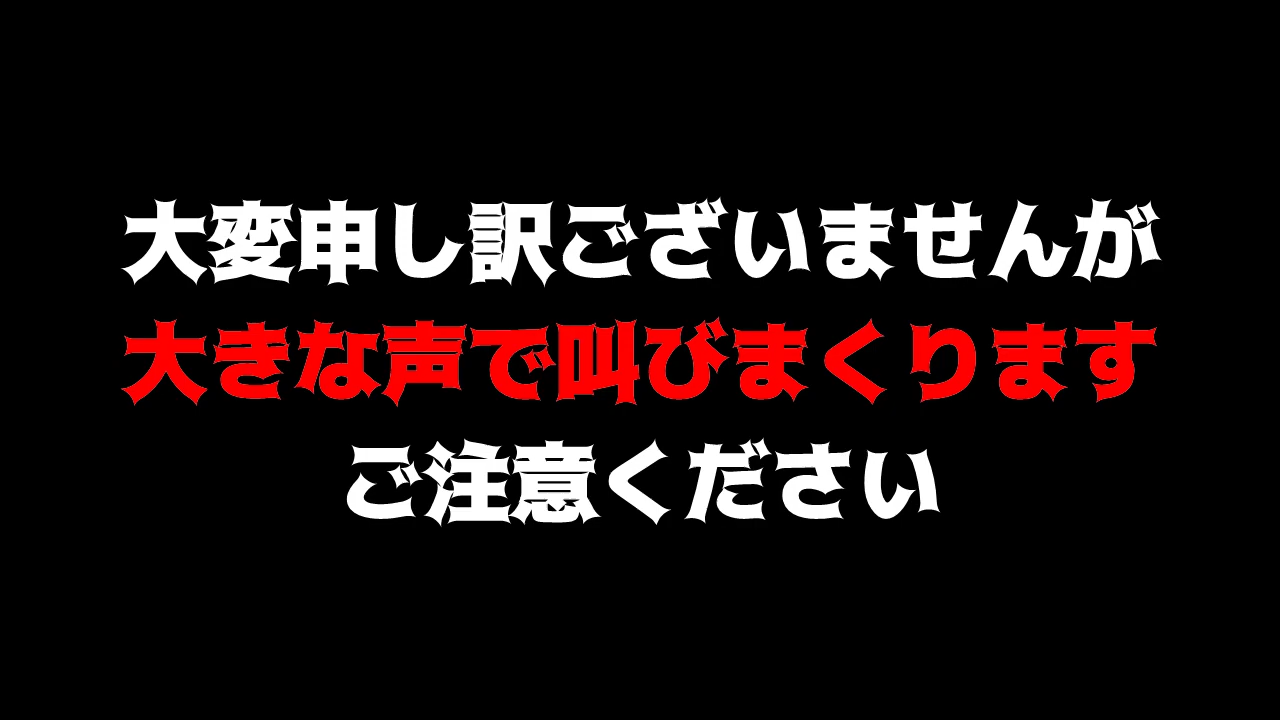 大変申し訳ございませんが
大きな声で叫びまくります
ご注意ください